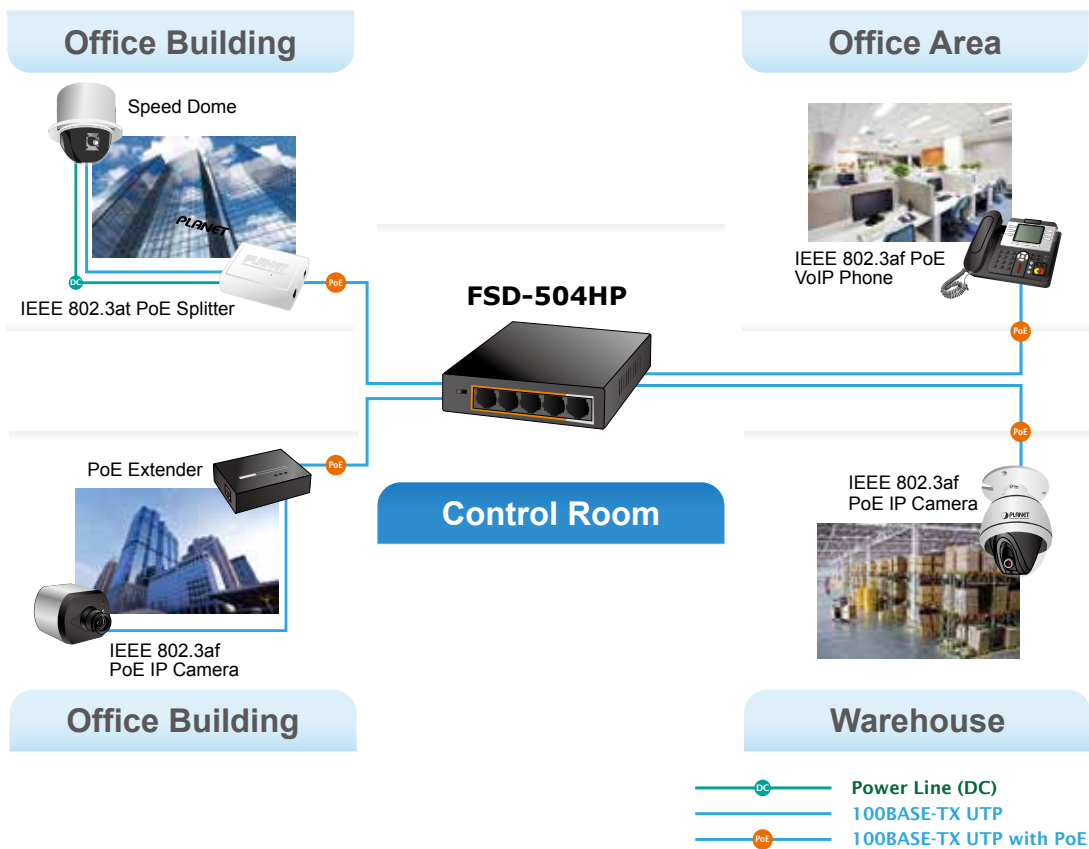 Office Building
Office Area
Speed Dome
PLANET
PLANET
DC
PoE
IEEE 802.3at PoE Splitter
IEEE 802.3af PoE
VoIP Phone
PoE
FSD-504HP
PoE Extender
PoE
PoE
IEEE 802.3af
PoE IP Camera
PLANET
Control Room
IEEE 802.3af
PoE IP Camera
Office Building
Warehouse
DC
Power Line (DC)
100BASE-TX UTP
PoE
100BASE-TX UTP with PoE